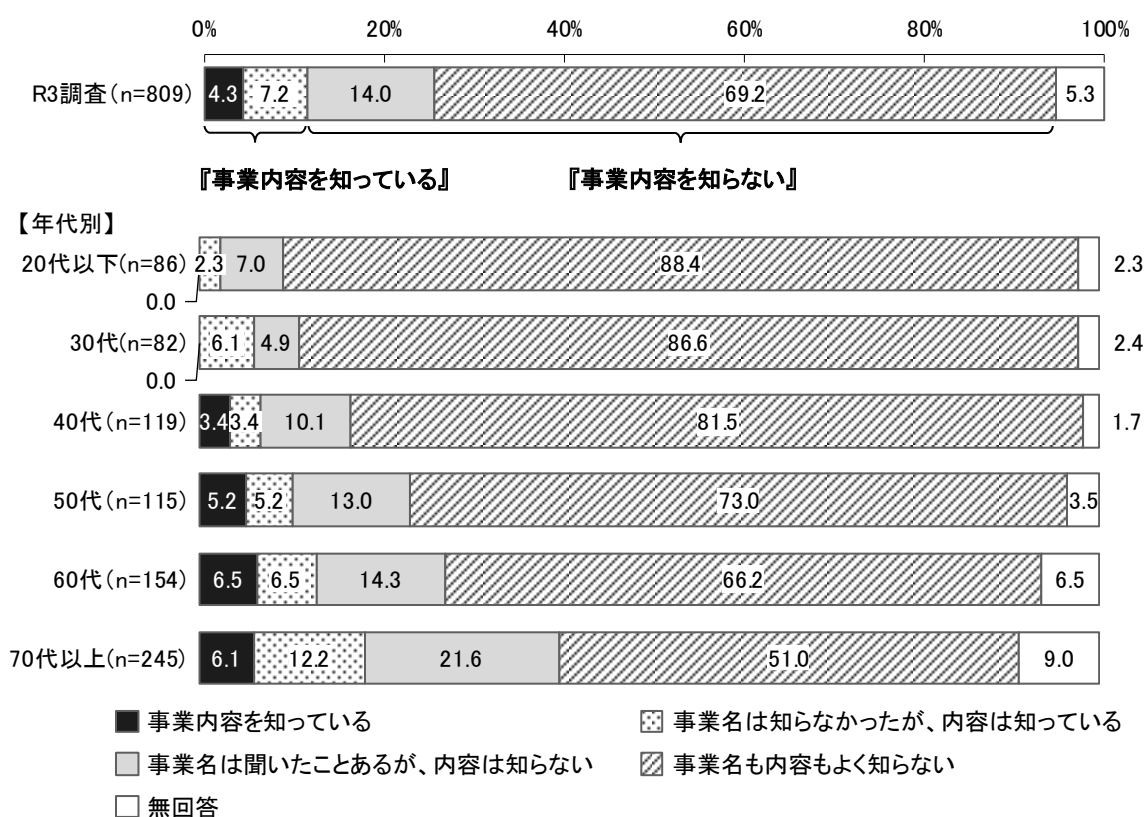 0% 20% 40% 60% 80% 100%
R3調査(n=809) 4.3 7.2 14.0 69.2 5.3
『事業内容を知っている』 『事業内容を知らない』
【年代別】
20代以下(n=86) 2.3 7.0 88.4 2.3
0.0
30代(n=82) 6.1 4.9 86.6 2.4
0.0
40代(n=119) 3.4 3.4 10.1 81.5 1.7
50代(n=115) 5.2 5.2 13.0 73.0 3.5
60代(n=154) 6.5 6.5 14.3 66.2 6.5
70代以上(n=245) 6.1 12.2 21.6 51.0 9.0
事業内容を知っている 事業名は知らなかったが、内容は知っている
事業名は聞いたことあるが、内容は知らない 事業名も内容もよく知らない
無回答